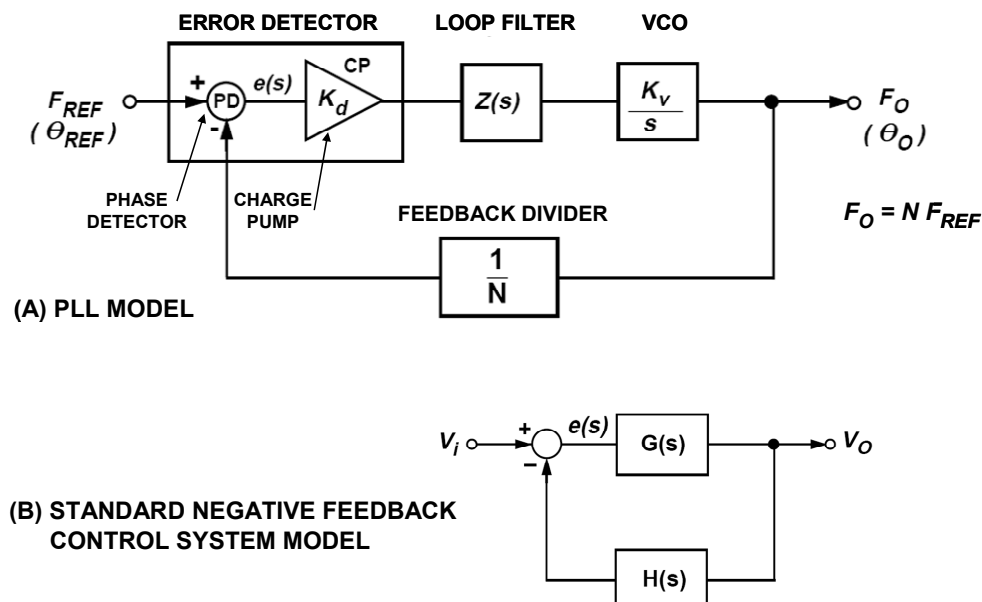 ERROR DETECTOR
LOOP FILTER
VCO
CP
F_REF
(θ_REF)
+
PD
-
e(s)
K_d
Z(s)
K_v
s
F_O
(θ_O)
PHASE
DETECTOR
CHARGE
PUMP
FEEDBACK DIVIDER
F_O = N F_REF
1
N
(A) PLL MODEL
V_i
+
−
e(s)
G(s)
V_O
(B) STANDARD NEGATIVE FEEDBACK
CONTROL SYSTEM MODEL
H(s)